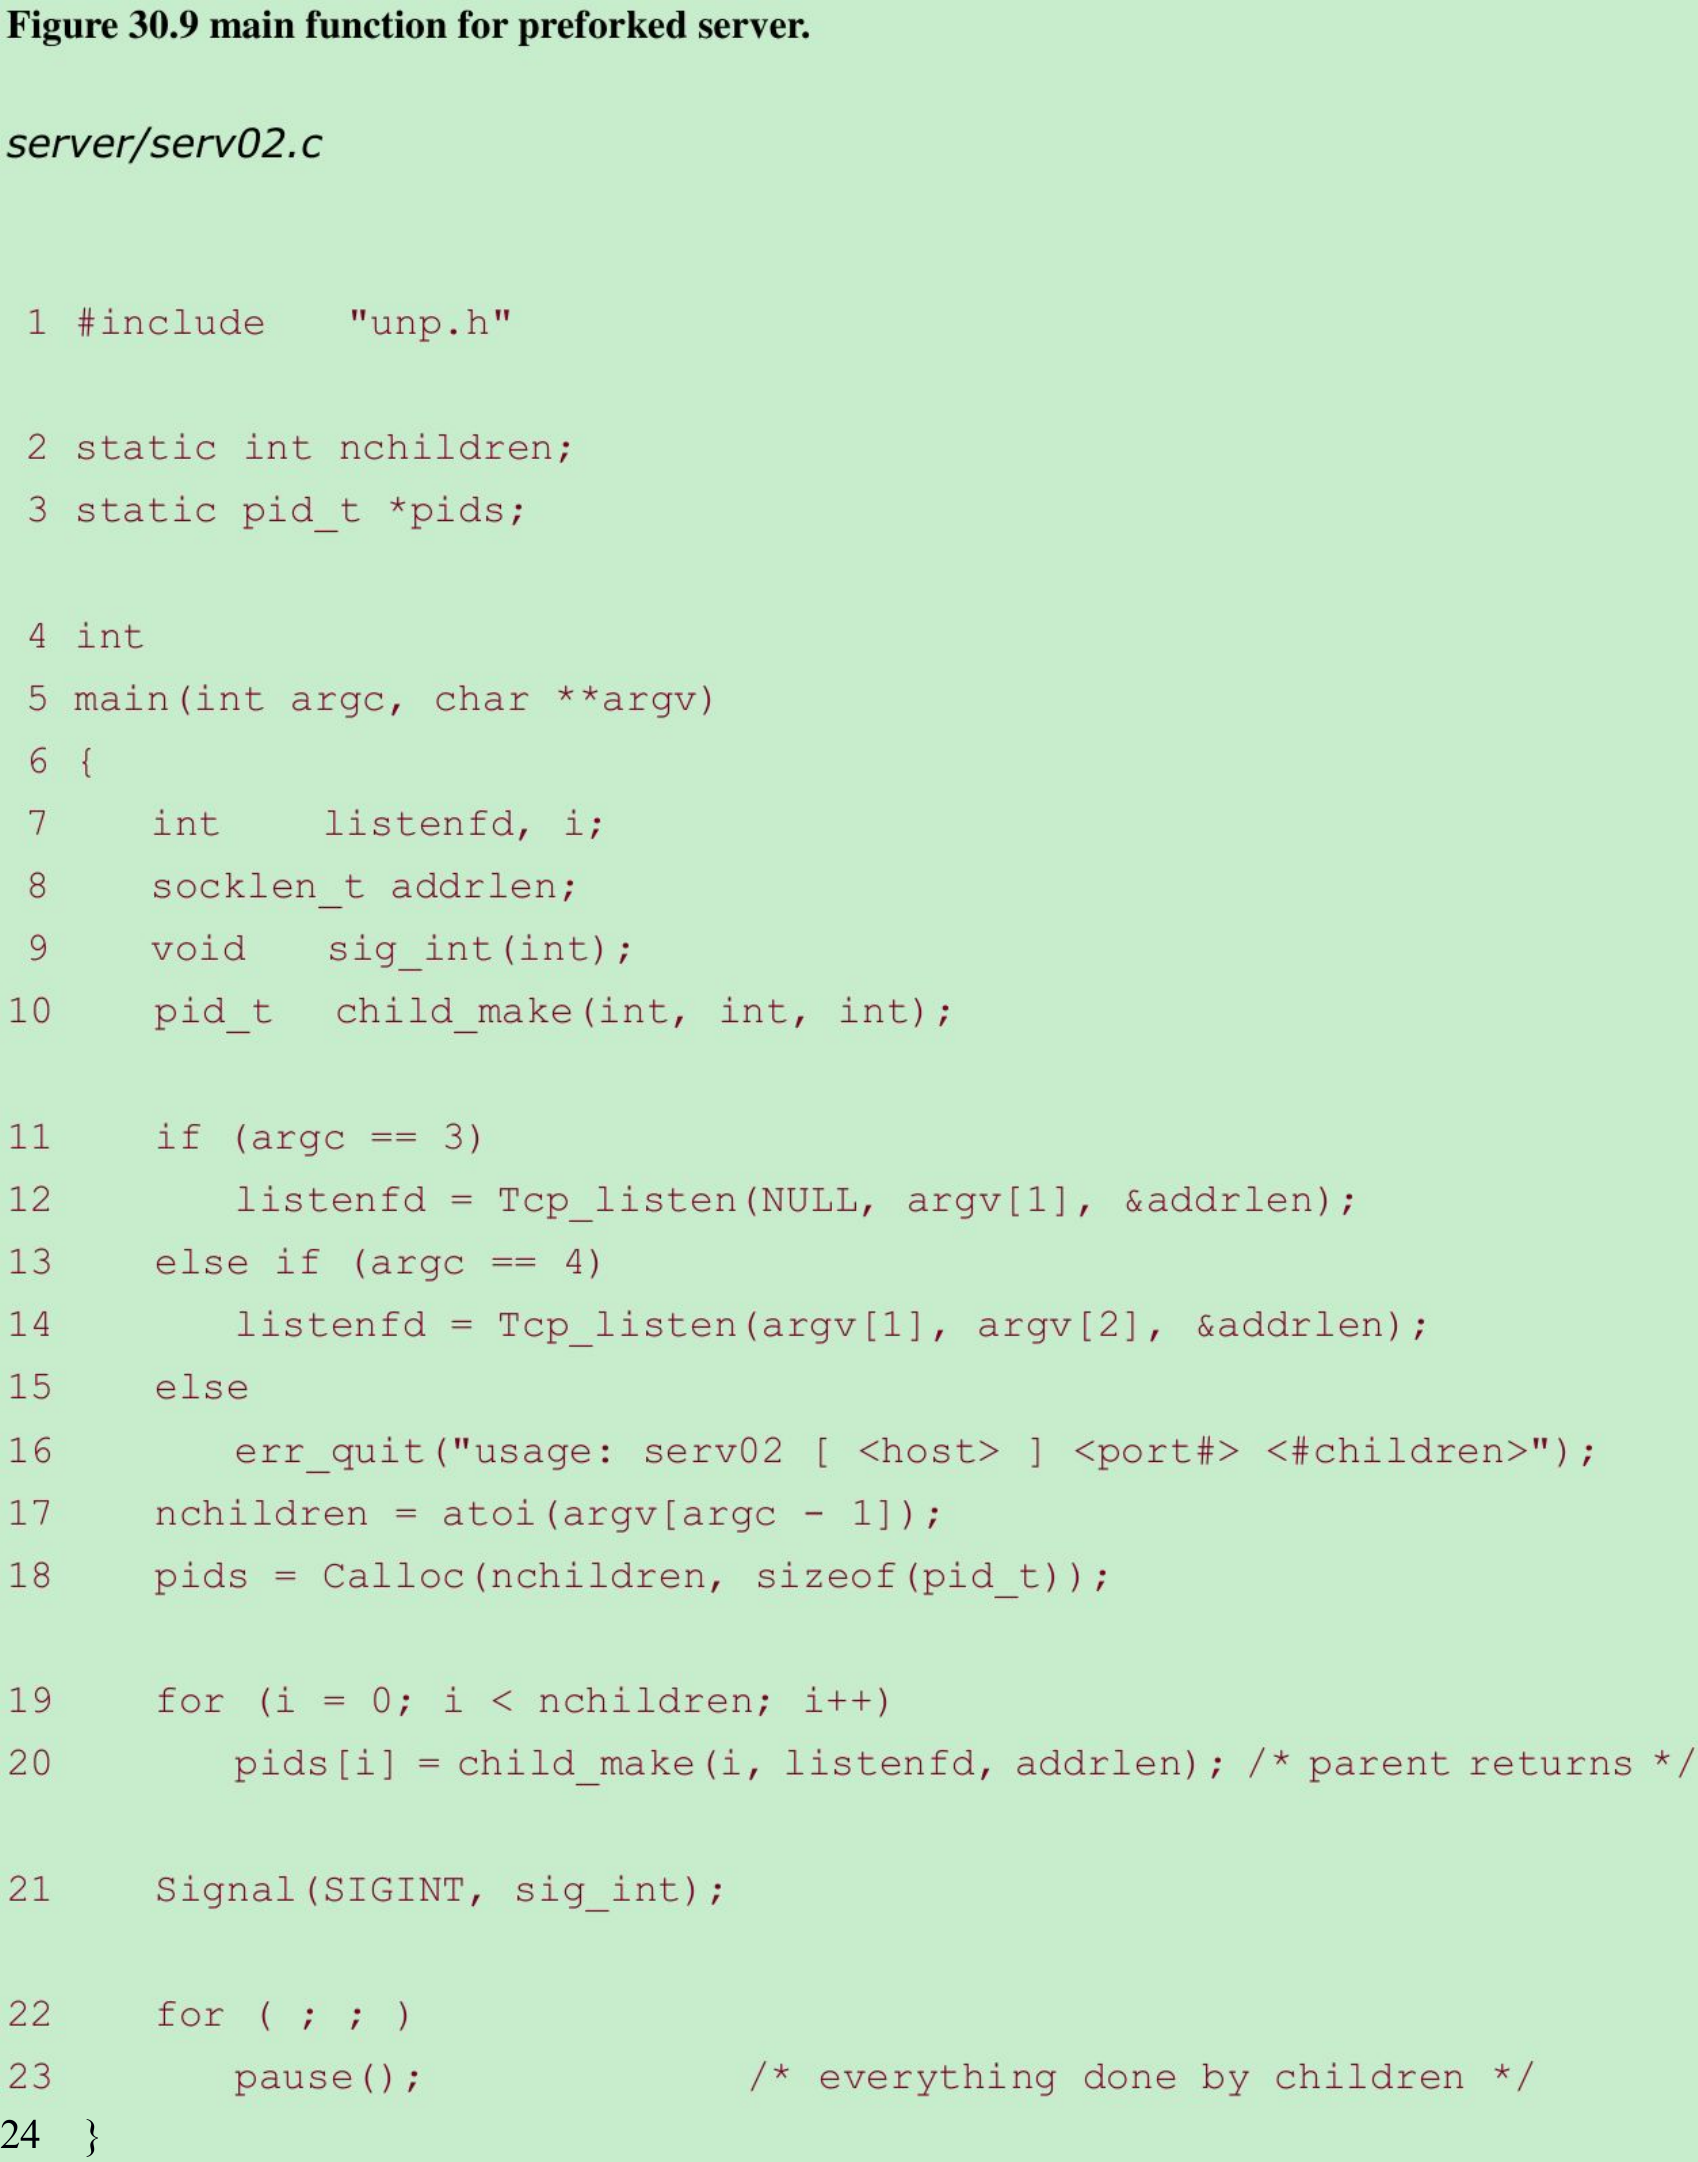 Figure 30.9 main function for preforked server.
server/serv02.c
1 #include "unp.h"
2 static int nchildren;
3 static pid_t *pids;
4 int
5 main(int argc, char **argv)
6 {
7 int listenfd, i;
8 socklen_t addrlen;
9 void sig_int(int);
10 pid_t child_make(int, int, int);
11 if (argc == 3)
12 listenfd = Tcp_listen(NULL, argv[1], &addrlen);
13 else if (argc == 4)
14 listenfd = Tcp_listen(argv[1], argv[2], &addrlen);
15 else
16 err_quit("usage: serv02 [ <host> ] <port#> <#children>");
17 nchildren = atoi(argv[argc - 1]);
18 pids = Calloc(nchildren, sizeof(pid_t));
19 for (i = 0; i < nchildren; i++)
20 pids[i] = child_make(i, listenfd, addrlen); /* parent returns */
21 Signal(SIGINT, sig_int);
22 for ( ; ; )
23 pause(); /* everything done by children */
24 }